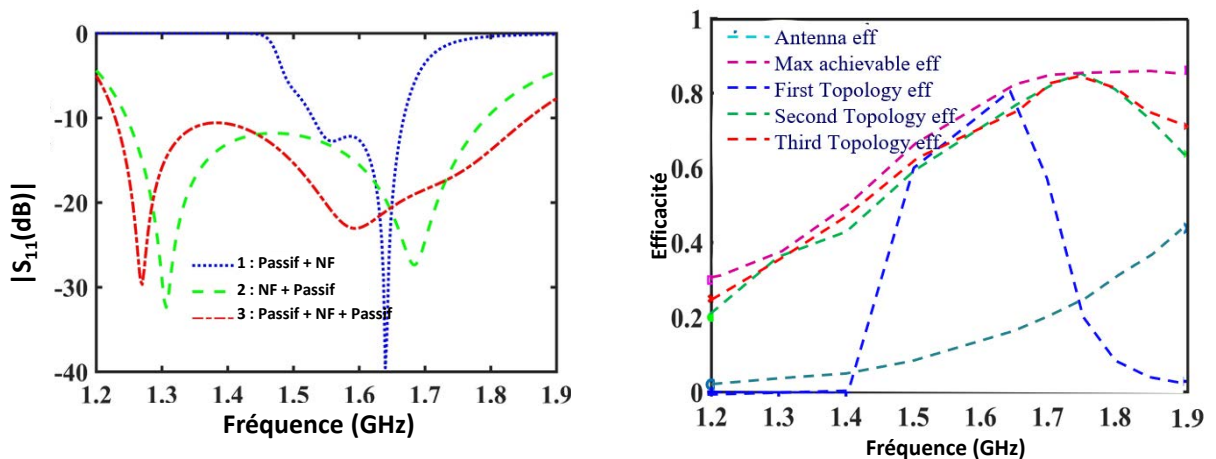 0
-10
-20
-30
-40
|S11(dB)|
1 : Passif + NF
2 : NF + Passif
3 : Passif + NF + Passif
1.2 1.3 1.4 1.5 1.6 1.7 1.8 1.9
Fréquence (GHz)
1
0.8
0.6
0.4
0.2
0
Efficacité
Antenna eff
Max achievable eff
First Topology eff
Second Topology eff
Third Topology eff
1.2 1.3 1.4 1.5 1.6 1.7 1.8 1.9
Fréquence (GHz)